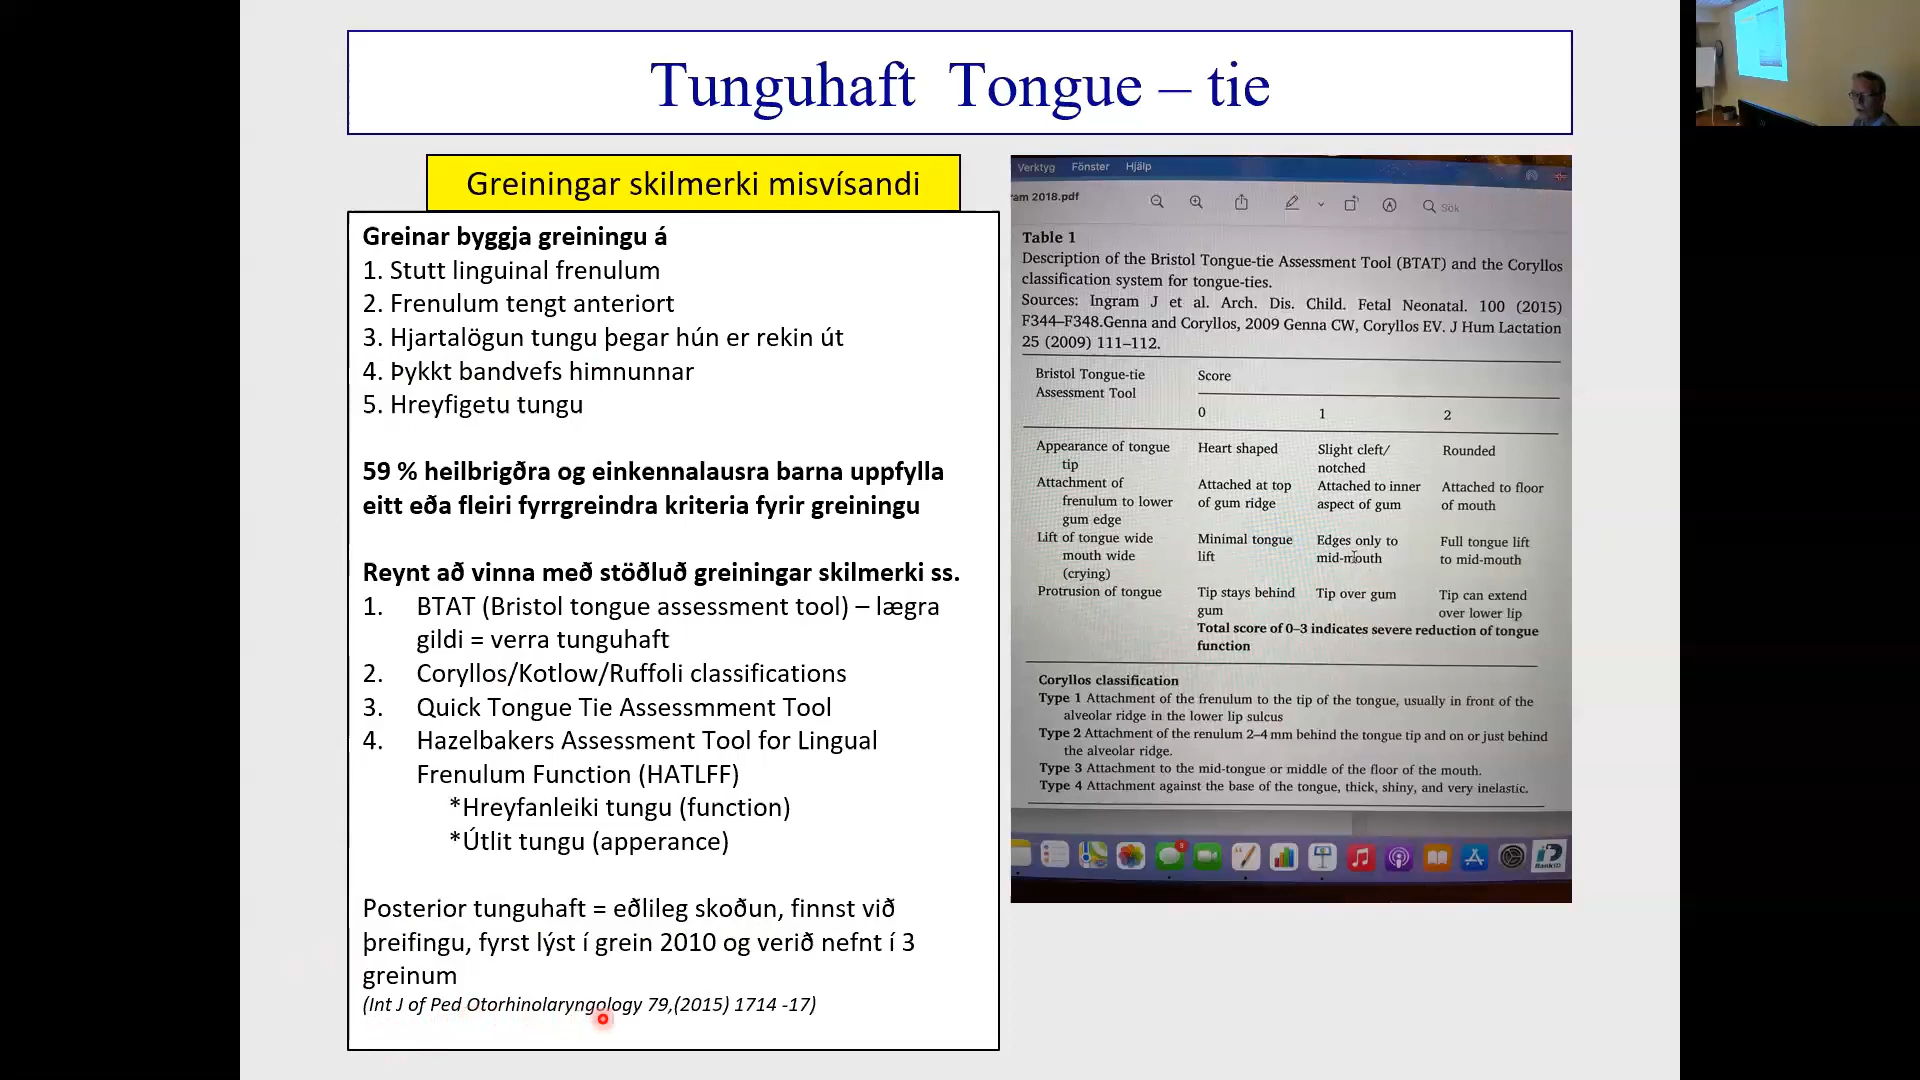 Tunguhaft Tongue – tie
Greiningar skilmerki misvísandi
Greinar byggja greiningu á
1. Stutt linguinal frenulum
2. Frenulum tengt anteriort
3. Hjartalögun tungu þegar hún er rekin út
4. Þykkt bandvefs himnunnar
5. Hreyfigetu tungu
59 % heilbrigðra og einkennalausra barna uppfylla
eitt eða fleiri fyrrgreindra kriteria fyrir greiningu
Reynt að vinna með stöðluð greiningar skilmerki ss.
1. BTAT (Bristol tongue assessment tool) – lægra
gildi = verra tunguhaft
2. Coryllos/Kotlow/Ruffoli classifications
3. Quick Tongue Tie Assessmment Tool
4. Hazelbakers Assessment Tool for Lingual
Frenulum Function (HATLFF)
*Hreyfanleiki tungu (function)
*Útlit tungu (apperance)
Posterior tunguhaft = eðlileg skoðun, finnst við
þreifingu, fyrst lýst í grein 2010 og verið nefnt í 3
greinum
(Int J of Ped Otorhinolaryngology 79,(2015) 1714 -17)
Verktyg Fönster Hjälp
ram 2018.pdf
Sök
Table 1
Description of the Bristol Tongue-tie Assessment Tool (BTAT) and the Coryllos
classification system for tongue-ties.
Sources: Ingram J et al. Arch. Dis. Child. Fetal Neonatal. 100 (2015)
F344–F348.Genna and Coryllos, 2009 Genna CW, Coryllos EV. J Hum Lactation
25 (2009) 111–112.
Bristol Tongue-tie Score
Assessment Tool
0 1 2
Appearance of tongue Heart shaped Slight cleft/ Rounded
tip notched
Attachment of Attached at top Attached to inner Attached to floor
frenulum to lower of gum ridge aspect of gum of mouth
gum edge
Lift of tongue wide Minimal tongue Edges only to Full tongue lift
mouth wide lift mid-mouth to mid-mouth
(crying)
Protrusion of tongue Tip stays behind Tip over gum Tip can extend
gum over lower lip
Total score of 0–3 indicates severe reduction of tongue
function
Coryllos classification
Type 1 Attachment of the frenulum to the tip of the tongue, usually in front of the
alveolar ridge in the lower lip sulcus
Type 2 Attachment of the renulum 2–4 mm behind the tongue tip and on or just behind
the alveolar ridge.
Type 3 Attachment to the mid-tongue or middle of the floor of the mouth.
Type 4 Attachment against the base of the tongue, thick, shiny, and very inelastic.
BankID